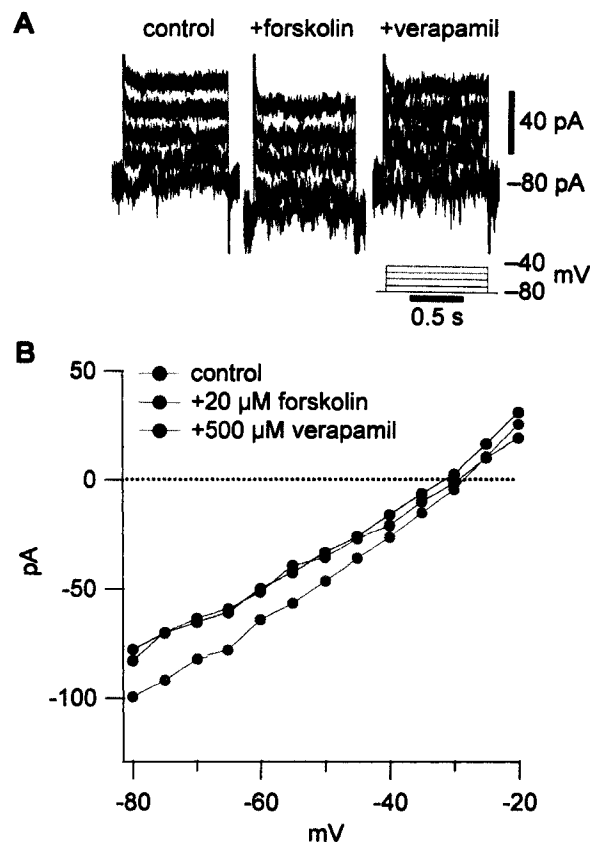 A
control +forskolin +verapamil
40 pA
–80 pA
–40
mV
–80
0.5 s
B
50
control
+20 µM forskolin
+500 µM verapamil
0
pA
-50
-100
-80 -60 -40 -20
mV